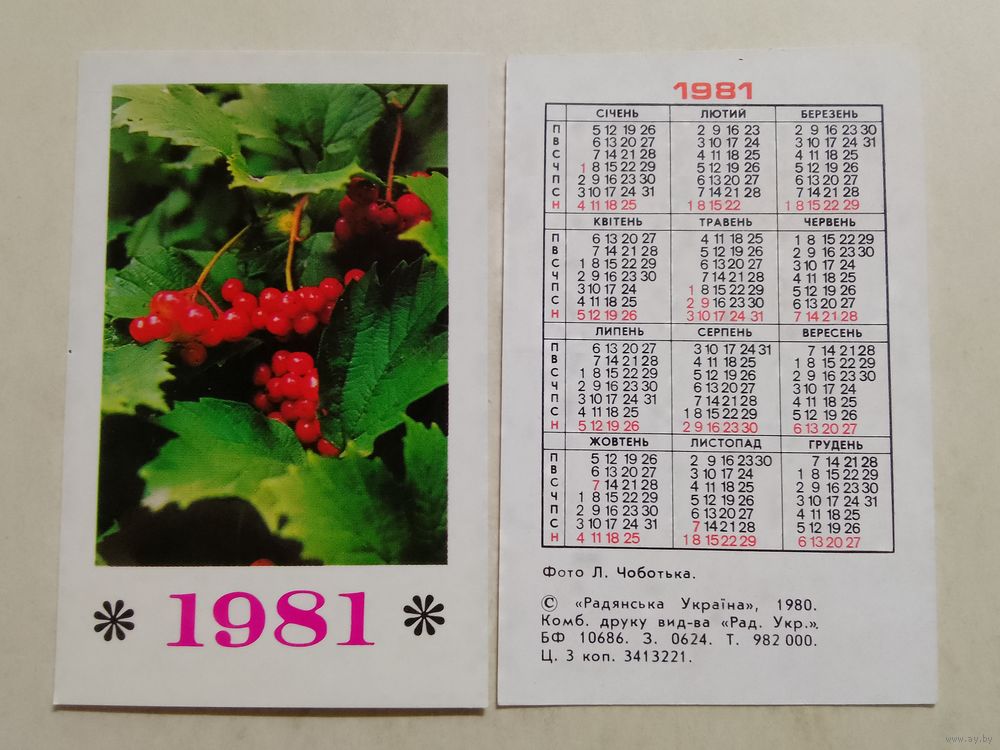 1981
1981
СІЧЕНЬ ЛЮТИЙ БЕРЕЗЕНЬ
П 5 12 19 26 2 9 16 23 2 9 16 23 30
В 6 13 20 27 3 10 17 24 3 10 17 24 31
С 7 14 21 28 4 11 18 25 4 11 18 25
Ч 1 8 15 22 29 5 12 19 26 5 12 19 26
П 2 9 16 23 30 6 13 20 27 6 13 20 27
С 3 10 17 24 31 7 14 21 28 7 14 21 28
Н 4 11 18 25 1 8 15 22 1 8 15 22 29
КВІТЕНЬ ТРАВЕНЬ ЧЕРВЕНЬ
П 6 13 20 27 4 11 18 25 1 8 15 22 29
В 7 14 21 28 5 12 19 26 2 9 16 23 30
С 1 8 15 22 29 6 13 20 27 3 10 17 24
Ч 2 9 16 23 30 7 14 21 28 4 11 18 25
П 3 10 17 24 1 8 15 22 29 5 12 19 26
С 4 11 18 25 2 9 16 23 30 6 13 20 27
Н 5 12 19 26 3 10 17 24 31 7 14 21 28
ЛИПЕНЬ СЕРПЕНЬ ВЕРЕСЕНЬ
П 6 13 20 27 3 10 17 24 31 7 14 21 28
В 7 14 21 28 4 11 18 25 1 8 15 22 29
С 1 8 15 22 29 5 12 19 26 2 9 16 23 30
Ч 2 9 16 23 30 6 13 20 27 3 10 17 24
П 3 10 17 24 31 7 14 21 28 4 11 18 25
С 4 11 18 25 1 8 15 22 29 5 12 19 26
Н 5 12 19 26 2 9 16 23 30 6 13 20 27
ЖОВТЕНЬ ЛИСТОПАД ГРУДЕНЬ
П 5 12 19 26 2 9 16 23 30 7 14 21 28
В 6 13 20 27 3 10 17 24 1 8 15 22 29
С 7 14 21 28 4 11 18 25 2 9 16 23 30
Ч 1 8 15 22 29 5 12 19 26 3 10 17 24 31
П 2 9 16 23 30 6 13 20 27 4 11 18 25
С 3 10 17 24 31 7 14 21 28 5 12 19 26
Н 4 11 18 25 1 8 15 22 29 6 13 20 27
Фото Л. Чоботька.
© «Радянська Україна», 1980.
Комб. друку вид-ва «Рад. Укр.».
БФ 10686. З. 0624. Т. 982 000.
Ц. 3 коп. 3413221.
www.ay.by